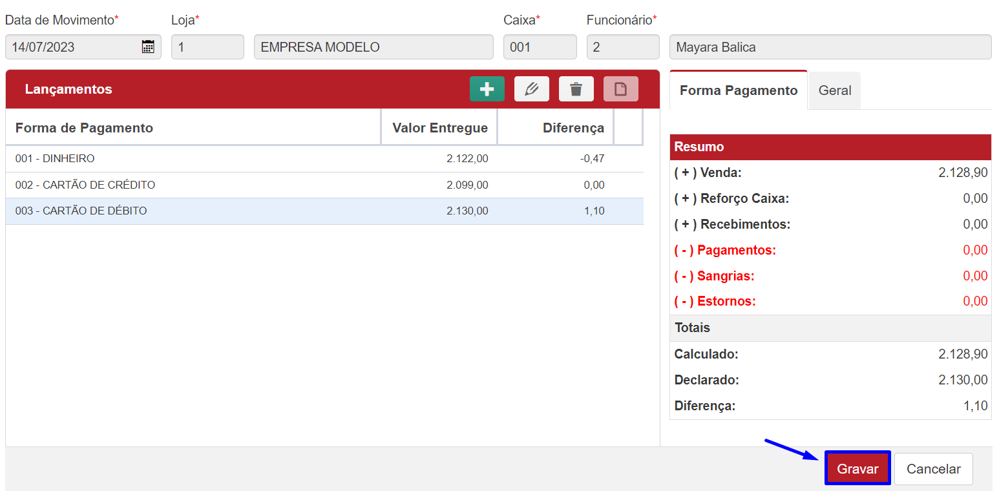 Data de Movimento* Loja* Caixa* Funcionário*
14/07/2023 1 EMPRESA MODELO 001 2 Mayara Balica
Lançamentos
Forma de Pagamento Valor Entregue Diferença
001 - DINHEIRO 2.122,00 -0,47
002 - CARTÃO DE CRÉDITO 2.099,00 0,00
003 - CARTÃO DE DÉBITO 2.130,00 1,10
Forma Pagamento Geral
Resumo
( + ) Venda: 2.128,90
( + ) Reforço Caixa: 0,00
( + ) Recebimentos: 0,00
( - ) Pagamentos: 0,00
( - ) Sangrias: 0,00
( - ) Estornos: 0,00
Totais
Calculado: 2.128,90
Declarado: 2.130,00
Diferença: 1,10
Gravar Cancelar